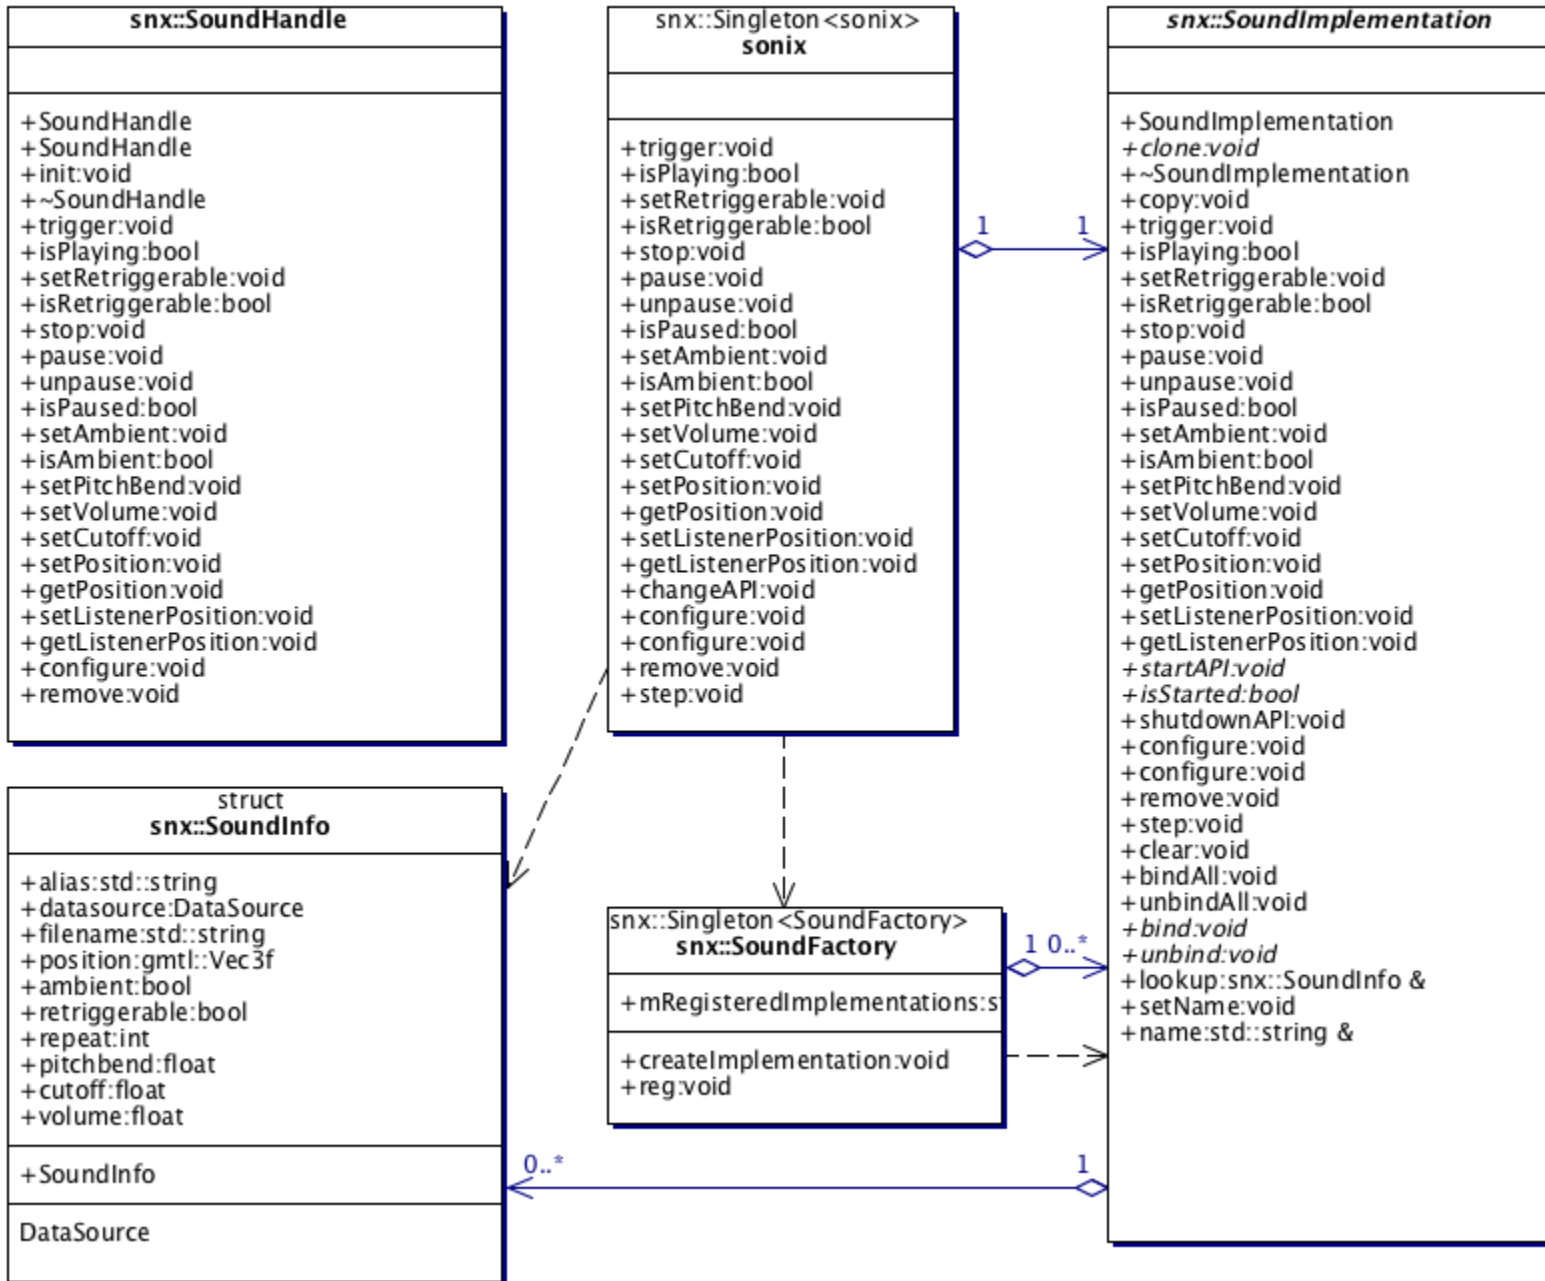 snx::SoundHandle
+SoundHandle
+SoundHandle
+init:void
+~SoundHandle
+trigger:void
+isPlaying:bool
+setRetriggerable:void
+isRetriggerable:bool
+stop:void
+pause:void
+unpause:void
+isPaused:bool
+setAmbient:void
+isAmbient:bool
+setPitchBend:void
+setVolume:void
+setCutoff:void
+setPosition:void
+getPosition:void
+setListenerPosition:void
+getListenerPosition:void
+configure:void
+remove:void
snx::Singleton<sonix>
sonix
+trigger:void
+isPlaying:bool
+setRetriggerable:void
+isRetriggerable:bool
+stop:void
+pause:void
+unpause:void
+isPaused:bool
+setAmbient:void
+isAmbient:bool
+setPitchBend:void
+setVolume:void
+setCutoff:void
+setPosition:void
+getPosition:void
+setListenerPosition:void
+getListenerPosition:void
+changeAPI:void
+configure:void
+configure:void
+remove:void
+step:void
1 1
snx::SoundImplementation
+SoundImplementation
+clone:void
+~SoundImplementation
+copy:void
+trigger:void
+isPlaying:bool
+setRetriggerable:void
+isRetriggerable:bool
+stop:void
+pause:void
+unpause:void
+isPaused:bool
+setAmbient:void
+isAmbient:bool
+setPitchBend:void
+setVolume:void
+setCutoff:void
+setPosition:void
+getPosition:void
+setListenerPosition:void
+getListenerPosition:void
+startAPI:void
+isStarted:bool
+shutdownAPI:void
+configure:void
+configure:void
+remove:void
+step:void
+clear:void
+bindAll:void
+unbindAll:void
+bind:void
+unbind:void
+lookup:snx::SoundInfo &
+setName:void
+name:std::string &
struct
snx::SoundInfo
+alias:std::string
+datasource:DataSource
+filename:std::string
+position:gmtl::Vec3f
+ambient:bool
+retriggerable:bool
+repeat:int
+pitchbend:float
+cutoff:float
+volume:float
+SoundInfo
DataSource
snx::Singleton<SoundFactory>
snx::SoundFactory
+mRegisteredImplementations:s
+createImplementation:void
+reg:void
1 0..*
0..* 1